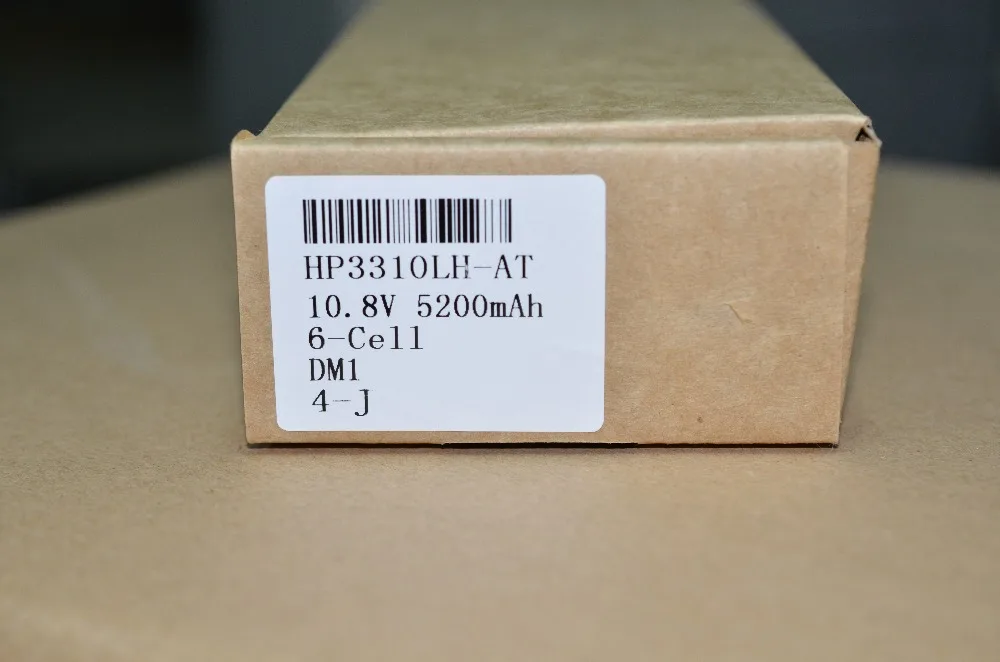 HP3310LH-AT
10.8V 5200mAh
6-Cell
DM1
4-J